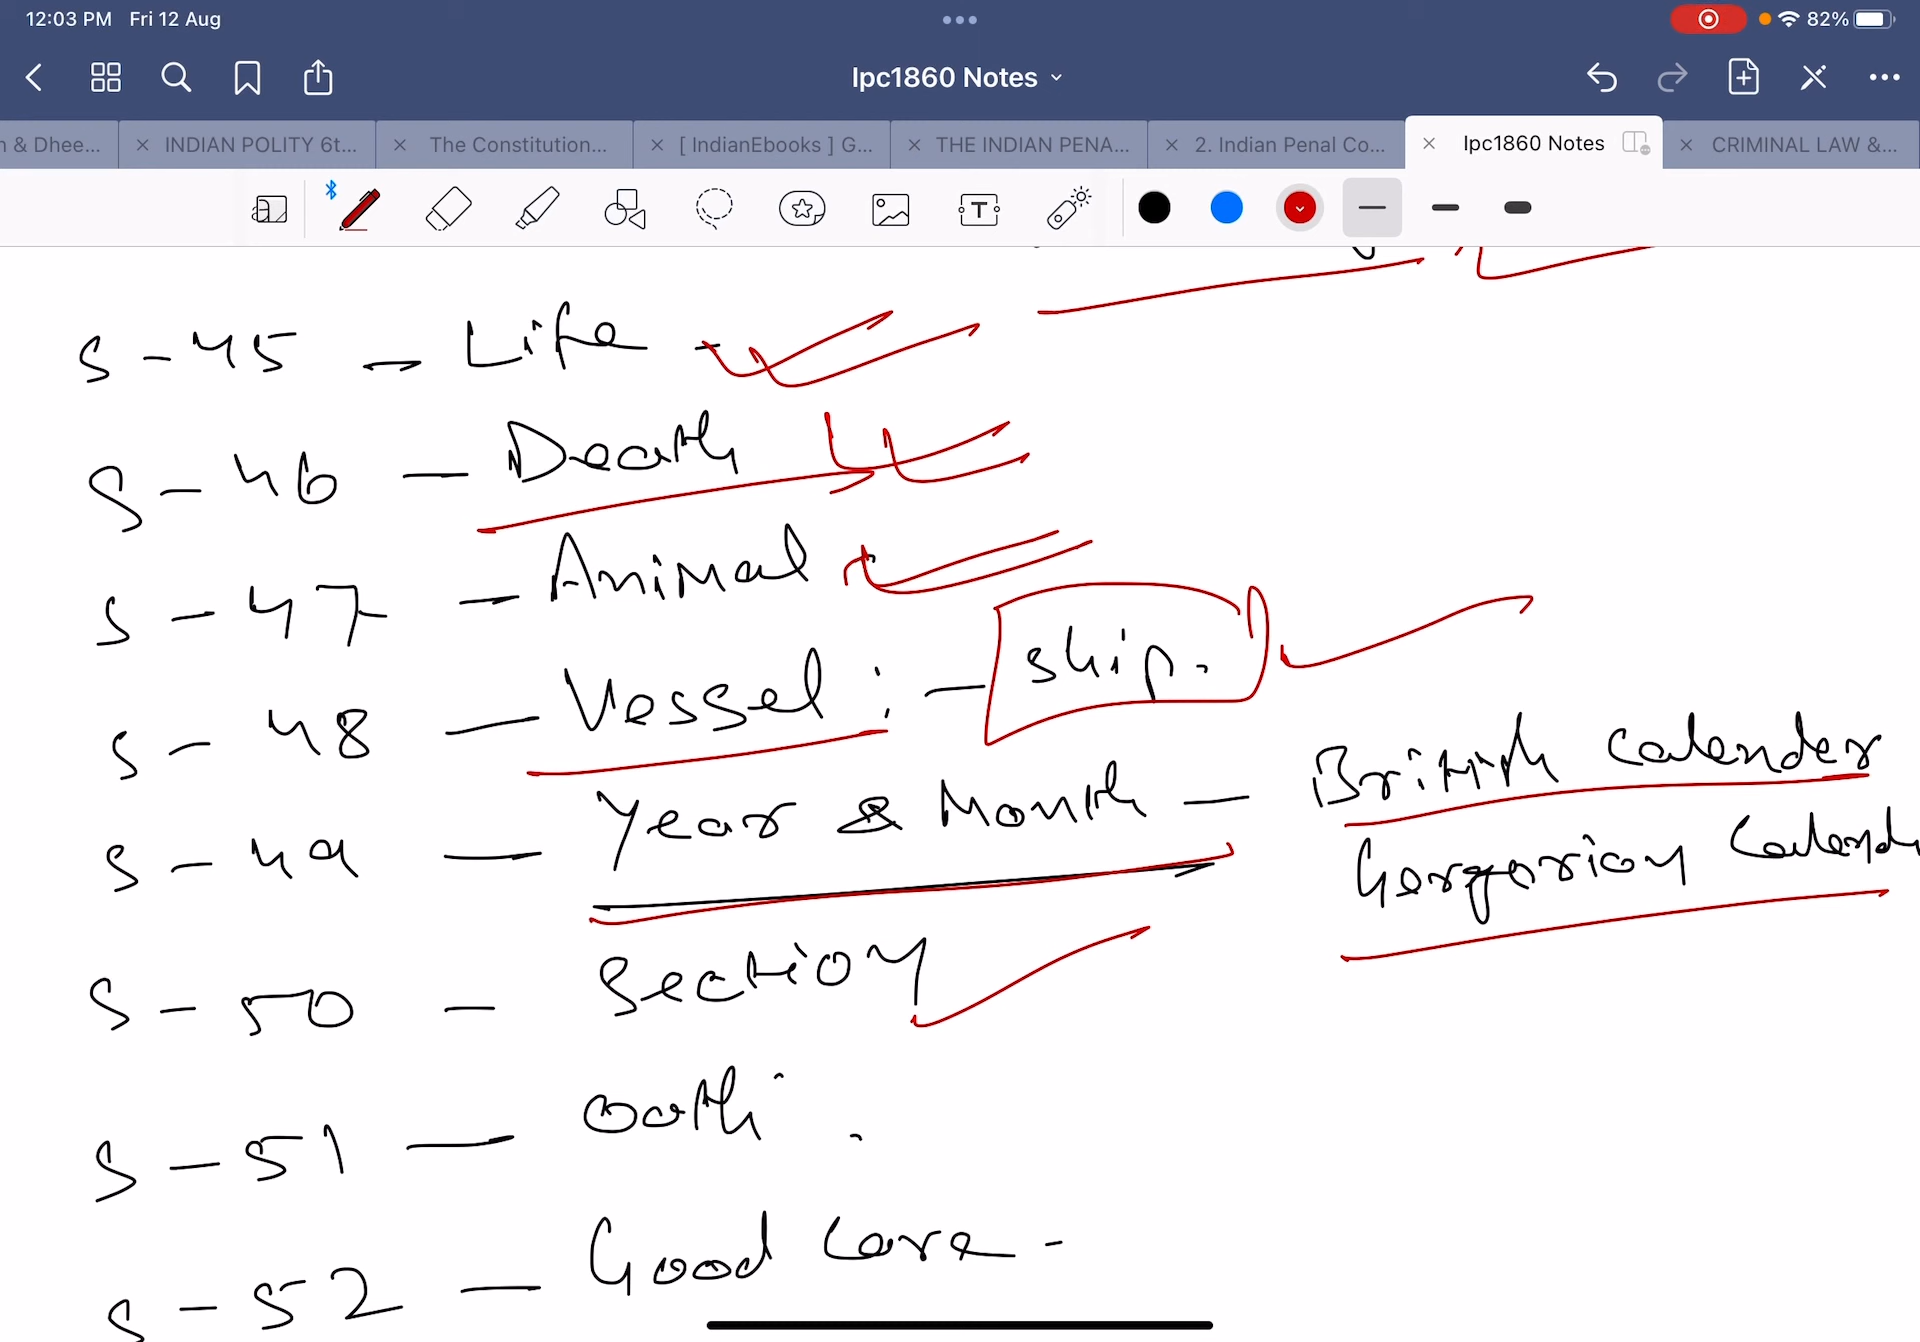 12:03 PM Fri 12 Aug
82%
Ipc1860 Notes
n & Dhee...
INDIAN POLITY 6t...
The Constitution...
[ IndianEbooks ] G...
THE INDIAN PENA...
2. Indian Penal Co...
Ipc1860 Notes
CRIMINAL LAW &...
S - 45 - Life -
S - 46 - Death
S - 47 - Animal
S - 48 - Vessel : - ship.
S - 49 - Year & Month - British Calender
Gorgorian Calend
S - 50 - Section
S - 51 - Oath
S - 52 - Good Care -